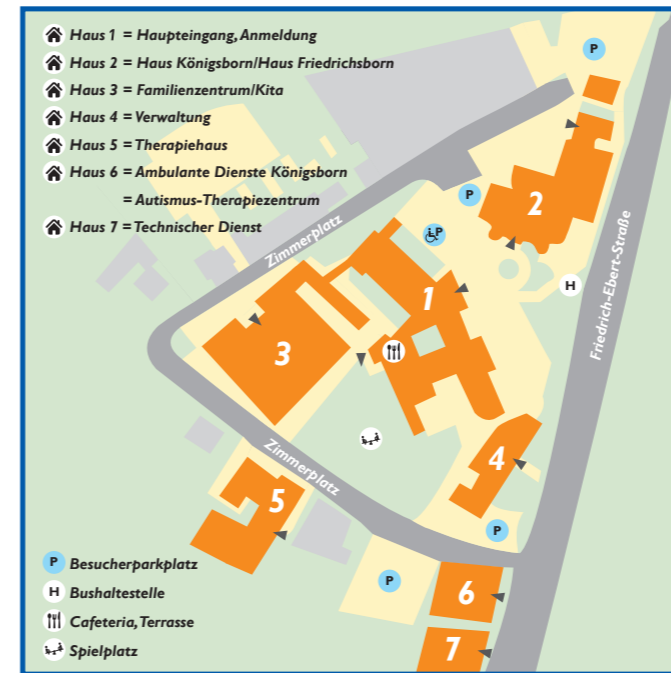 Haus 1 = Haupteingang, Anmeldung
Haus 2 = Haus Königsborn/Haus Friedrichsborn
Haus 3 = Familienzentrum/Kita
Haus 4 = Verwaltung
Haus 5 = Therapiehaus
Haus 6 = Ambulante Dienste Königsborn
= Autismus-Therapiezentrum
Haus 7 = Technischer Dienst
P
P
2
P
Zimmerplatz
H
Friedrich-Ebert-Straße
1
3
Zimmerplatz
4
5
P
P
6
7
P Besucherparkplatz
H Bushaltestelle
Cafeteria, Terrasse
Spielplatz